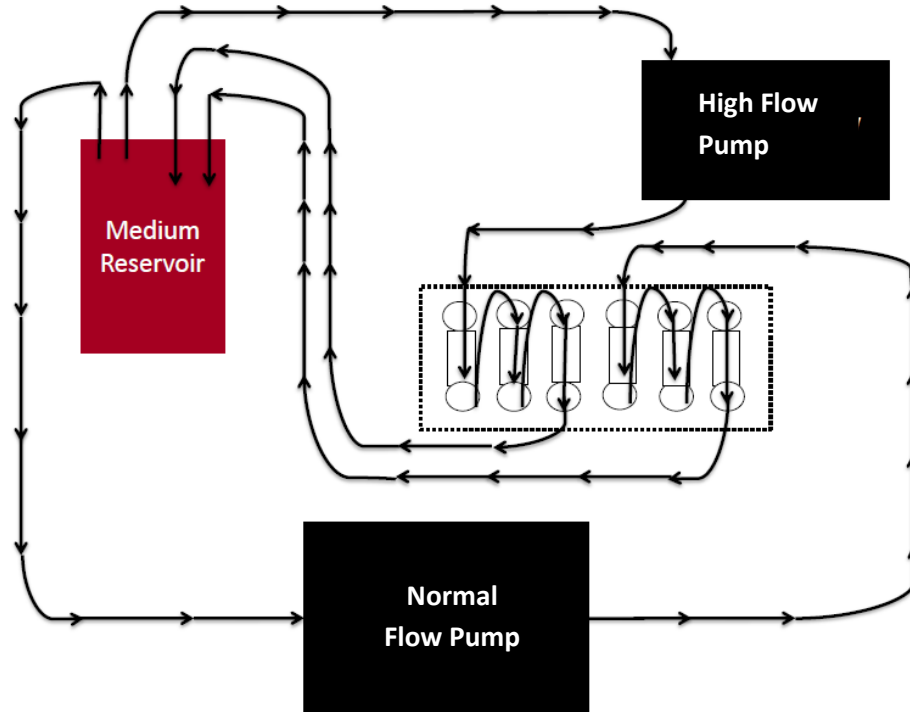 High Flow
Pump
Medium
Reservoir
Normal
Flow Pump